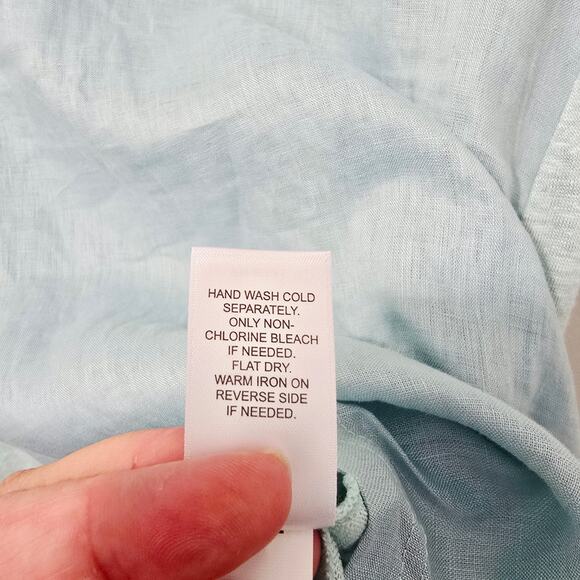 HAND WASH COLD
SEPARATELY.
ONLY NON-
CHLORINE BLEACH
IF NEEDED.
FLAT DRY.
WARM IRON ON
REVERSE SIDE
IF NEEDED.